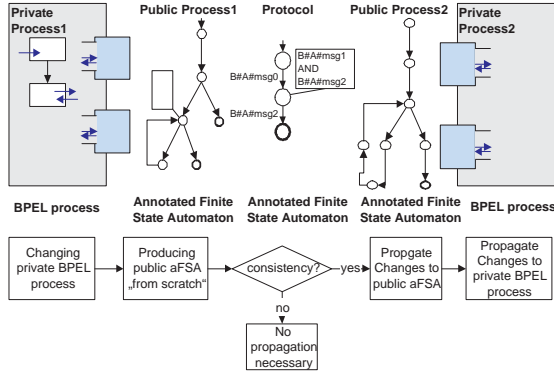 Private
Process1
Public Process1
Protocol
Public Process2
Private
Process2
B#A#msg0
B#A#msg1
AND
B#A#msg2
B#A#msg2
BPEL process
Annotated Finite
State Automaton
Annotated Finite
State Automaton
Annotated Finite
State Automaton
BPEL process
Changing
private BPEL
process
Producing
public aFSA
„from scratch“
consistency?
yes
Propgate
Changes to
public aFSA
Propagate
Changes to
private BPEL
process
no
No
propagation
necessary